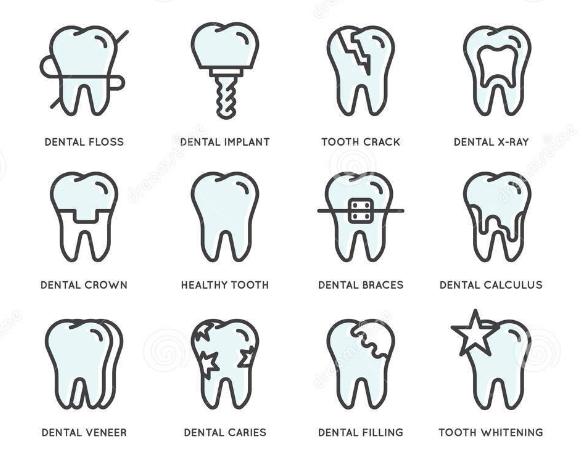 DENTAL FLOSS
DENTAL IMPLANT
TOOTH CRACK
DENTAL X-RAY
DENTAL CROWN
HEALTHY TOOTH
DENTAL BRACES
DENTAL CALCULUS
DENTAL VENEER
DENTAL CARIES
DENTAL FILLING
TOOTH WHITENING